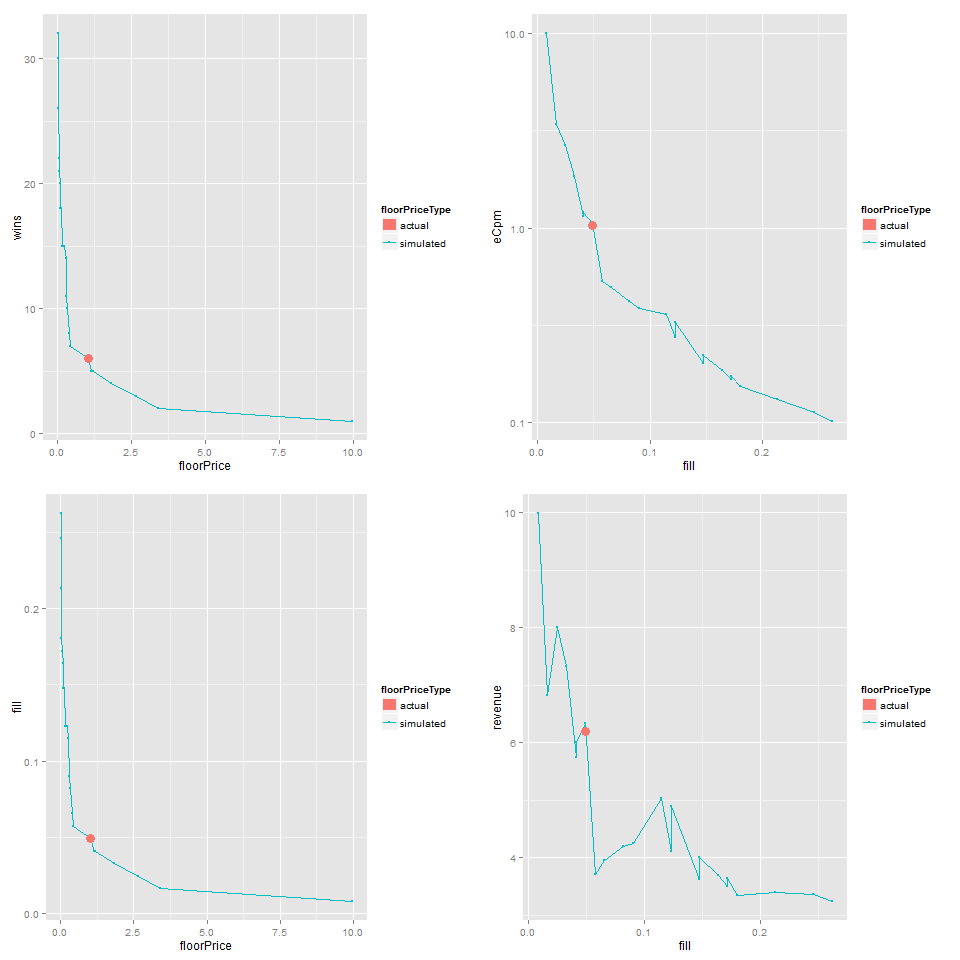 30
20
10
0
wins
0.0 2.5 5.0 7.5 10.0
floorPrice
floorPriceType
actual
simulated
10.0
1.0
0.1
eCpm
0.0 0.1 0.2
fill
floorPriceType
actual
simulated
0.2
0.1
0.0
fill
0.0 2.5 5.0 7.5 10.0
floorPrice
floorPriceType
actual
simulated
10
8
6
4
revenue
0.0 0.1 0.2
fill
floorPriceType
actual
simulated